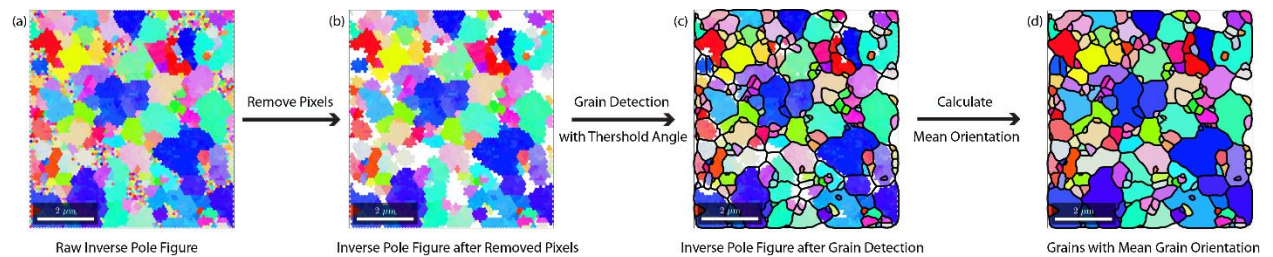 (a)
(b)
(c)
(d)
Remove Pixels
Grain Detection
with Thershold Angle
Calculate
Mean Orientation
2 µm
2 µm
2 µm
2 µm
Raw Inverse Pole Figure
Inverse Pole Figure after Removed Pixels
Inverse Pole Figure after Grain Detection
Grains with Mean Grain Orientation